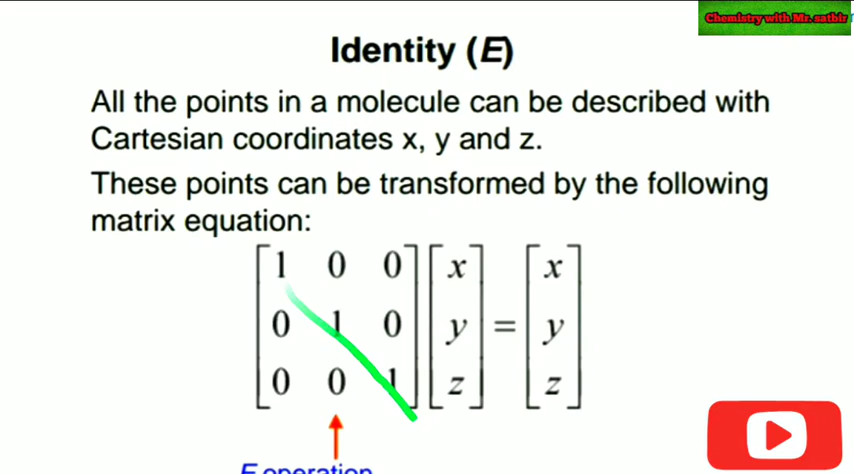 Chemistry with Mr. satbir
Identity (E)
All the points in a molecule can be described with
Cartesian coordinates x, y and z.
These points can be transformed by the following
matrix equation:
1 0 0 x x
0 1 0 y = y
0 0 1 z z
E operation